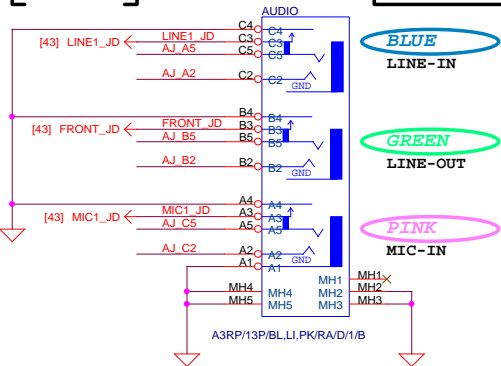 AUDIO
C4 C4
[43] LINE1_JD LINE1_JD C3 C3
AJ_A5 C5 C5
AJ_A2 C2 C2
GND
BLUE
LINE-IN
B4 B4
[43] FRONT_JD FRONT_JD B3 B3
AJ_B5 B5 B5
AJ_B2 B2 B2
GND
GREEN
LINE-OUT
A4 A4
[43] MIC1_JD MIC1_JD A3 A3
AJ_C5 A5 A5
AJ_C2 A2 A2
GND
A1 A1
PINK
MIC-IN
MH1 MH1
MH4 MH4 MH2 MH2
MH5 MH5 MH3 MH3
A3RP/13P/BL,LI,PK/RA/D/1/B